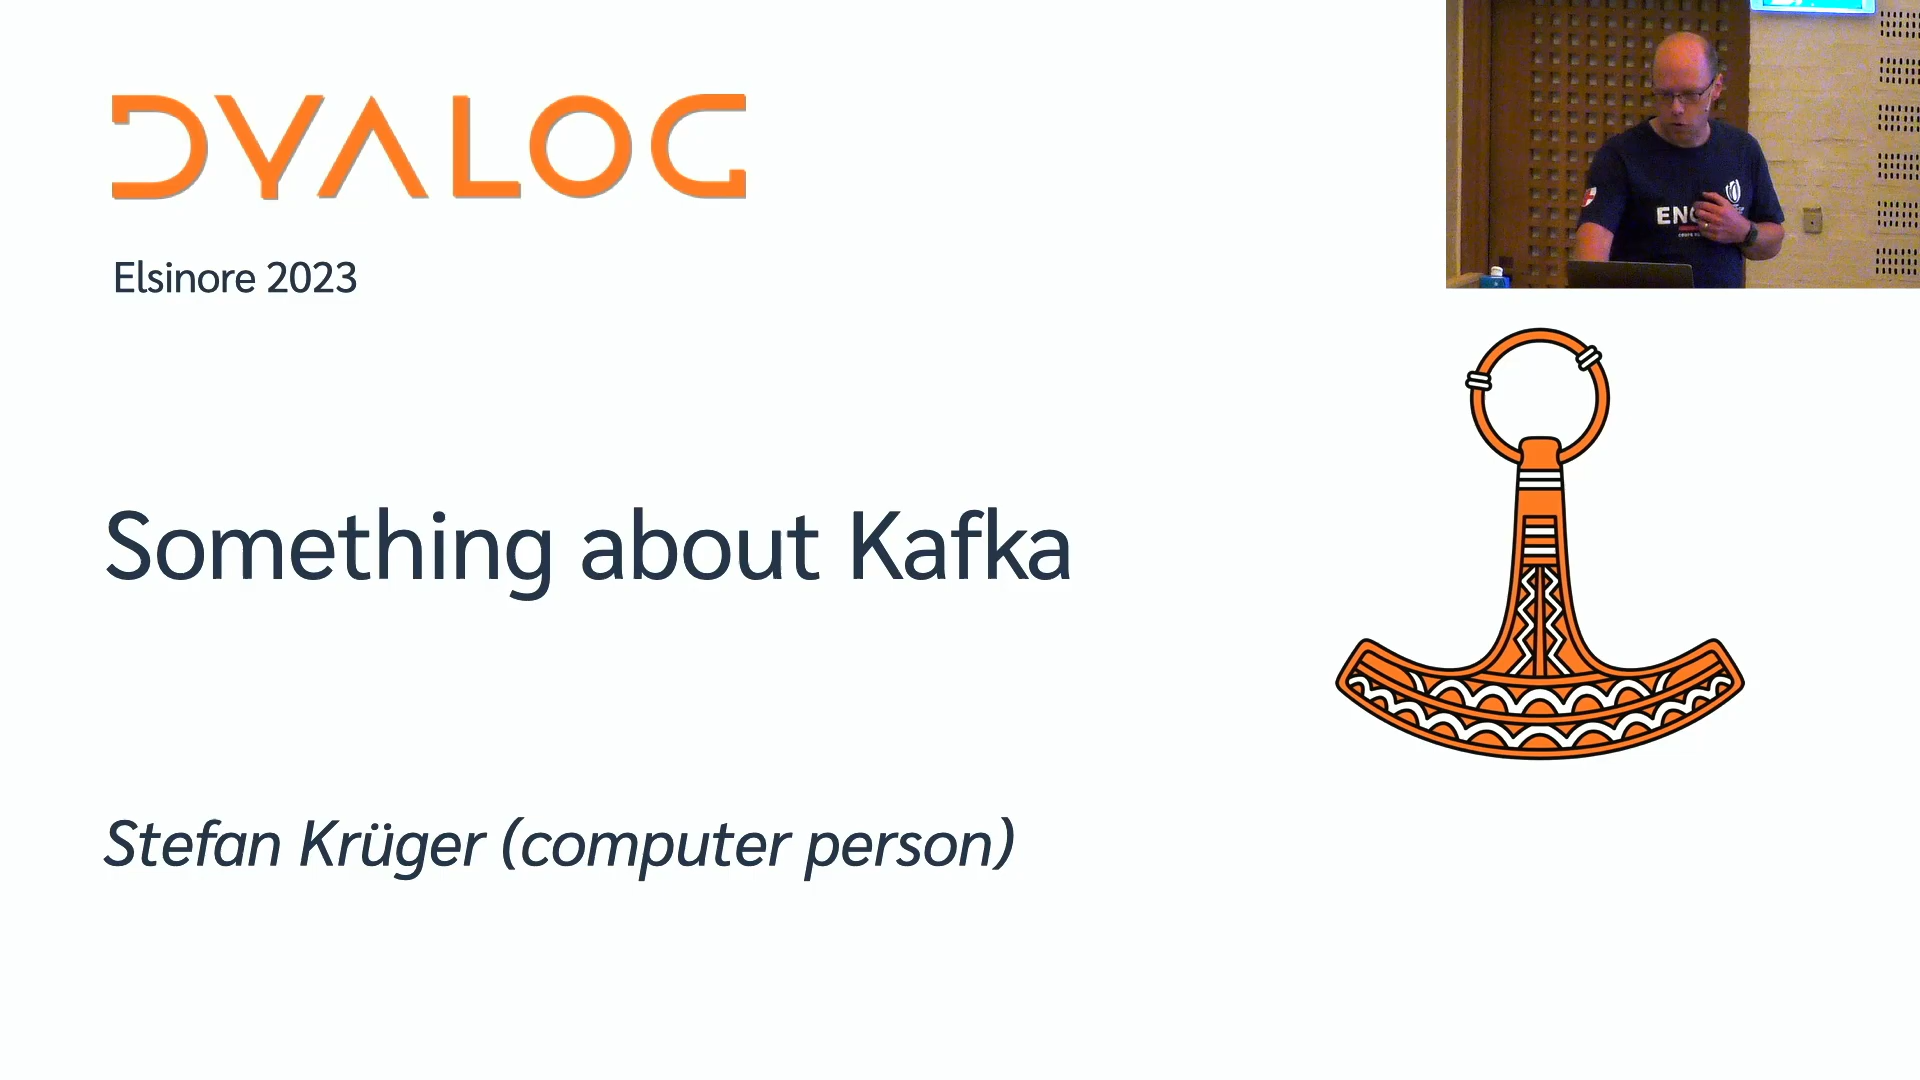 DYALOG
Elsinore 2023
Something about Kafka
Stefan Krüger (computer person)